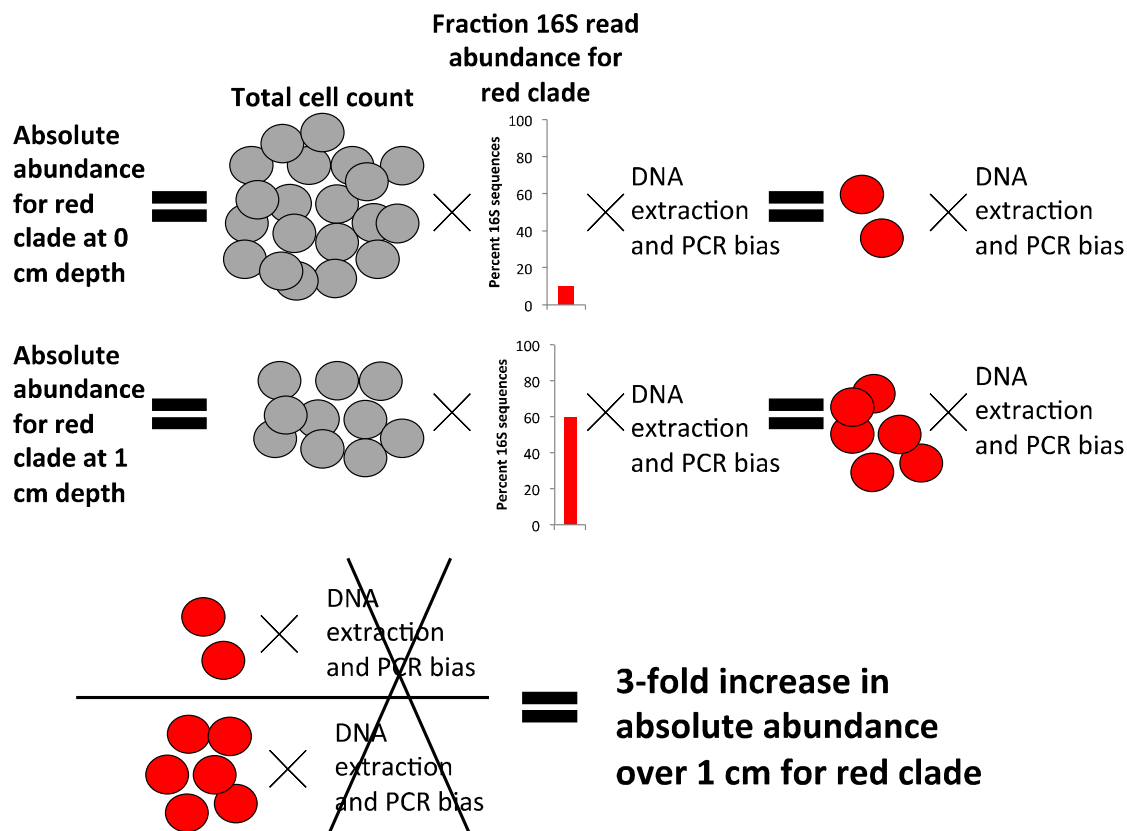 Fraction 16S read
abundance for
red clade
Total cell count
Absolute
abundance
for red
clade at 0
cm depth
Percent 16S sequences
100
80
60
40
20
0
DNA
extraction
and PCR bias
DNA
extraction
and PCR bias
Absolute
abundance
for red
clade at 1
cm depth
Percent 16S sequences
100
80
60
40
20
0
DNA
extraction
and PCR bias
DNA
extraction
and PCR bias
DNA
extraction
and PCR bias
DNA
extraction
and PCR bias
3-fold increase in
absolute abundance
over 1 cm for red clade